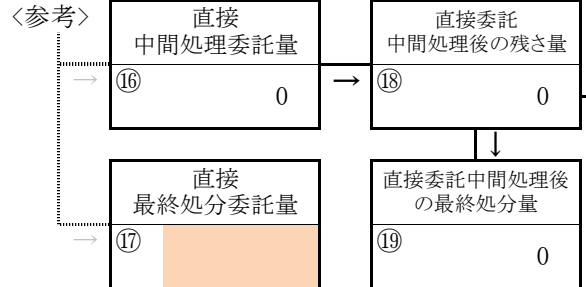 〈参考〉
直接
中間処理委託量
→
⑯
0
→
直接委託
中間処理後の残さ量
⑱
0
↓
直接
最終処分委託量
→
⑰
直接委託中間処理後
の最終処分量
⑲
0